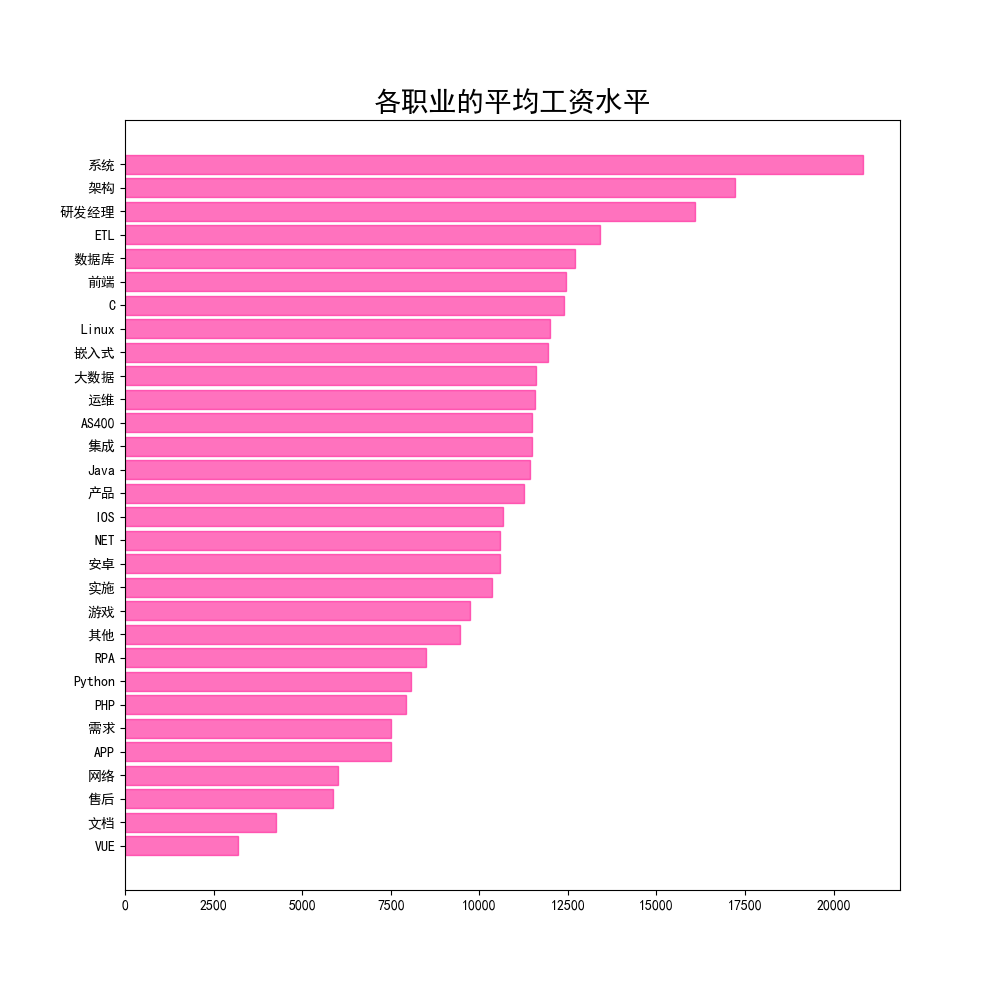 各职业的平均工资水平
系统
架构
研发经理
ETL
数据库
前端
C
Linux
嵌入式
大数据
运维
AS400
集成
Java
产品
IOS
NET
安卓
实施
游戏
其他
RPA
Python
PHP
需求
APP
网络
售后
文档
VUE
0 2500 5000 7500 10000 12500 15000 17500 20000